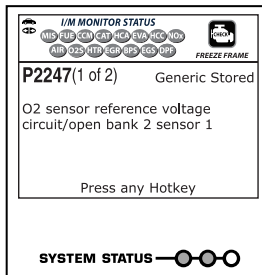 I/M MONITOR STATUS
MIS FUE CCM CAT HCA EVA HCC NOx
AIR O2S HTR EGR BPS EGS DPF
CHECK
FREEZE FRAME
P2247(1 of 2) Generic Stored
O2 sensor reference voltage
circuit/open bank 2 sensor 1
Press any Hotkey
SYSTEM STATUS